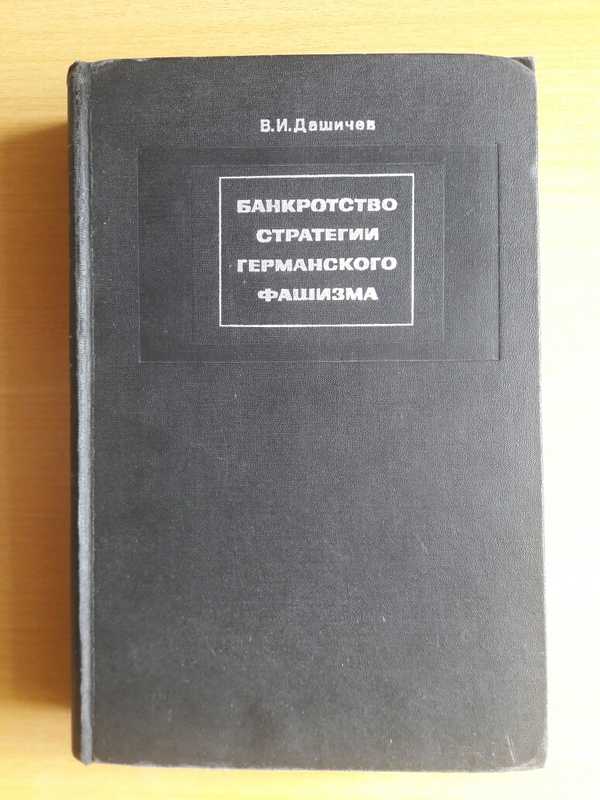 В.И.Дашичев
БАНКРОТСТВО
СТРАТЕГИИ
ГЕРМАНСКОГО
ФАШИЗМА